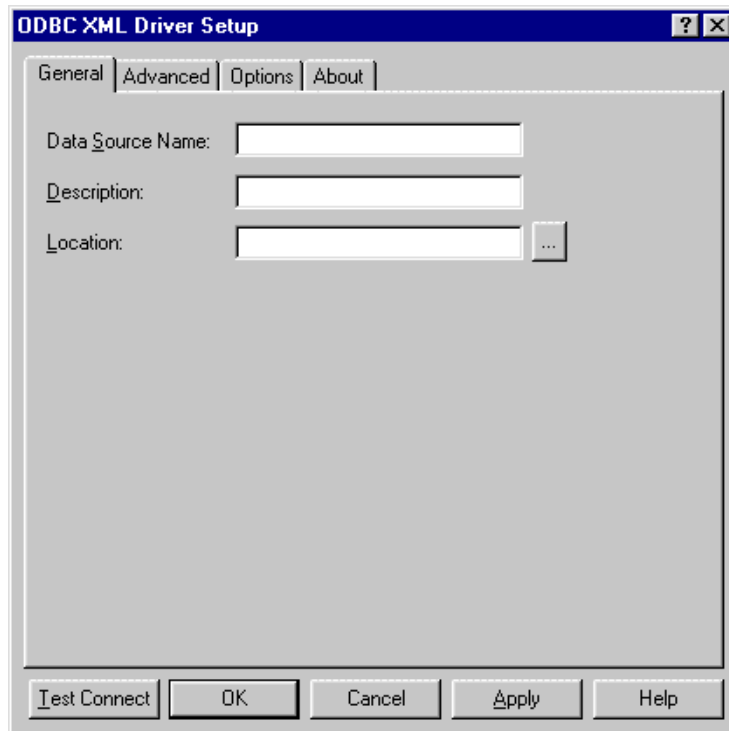 ODBC XML Driver Setup ? X
General Advanced Options About
Data Source Name:
Description:
Location: ...
Test Connect OK Cancel Apply Help